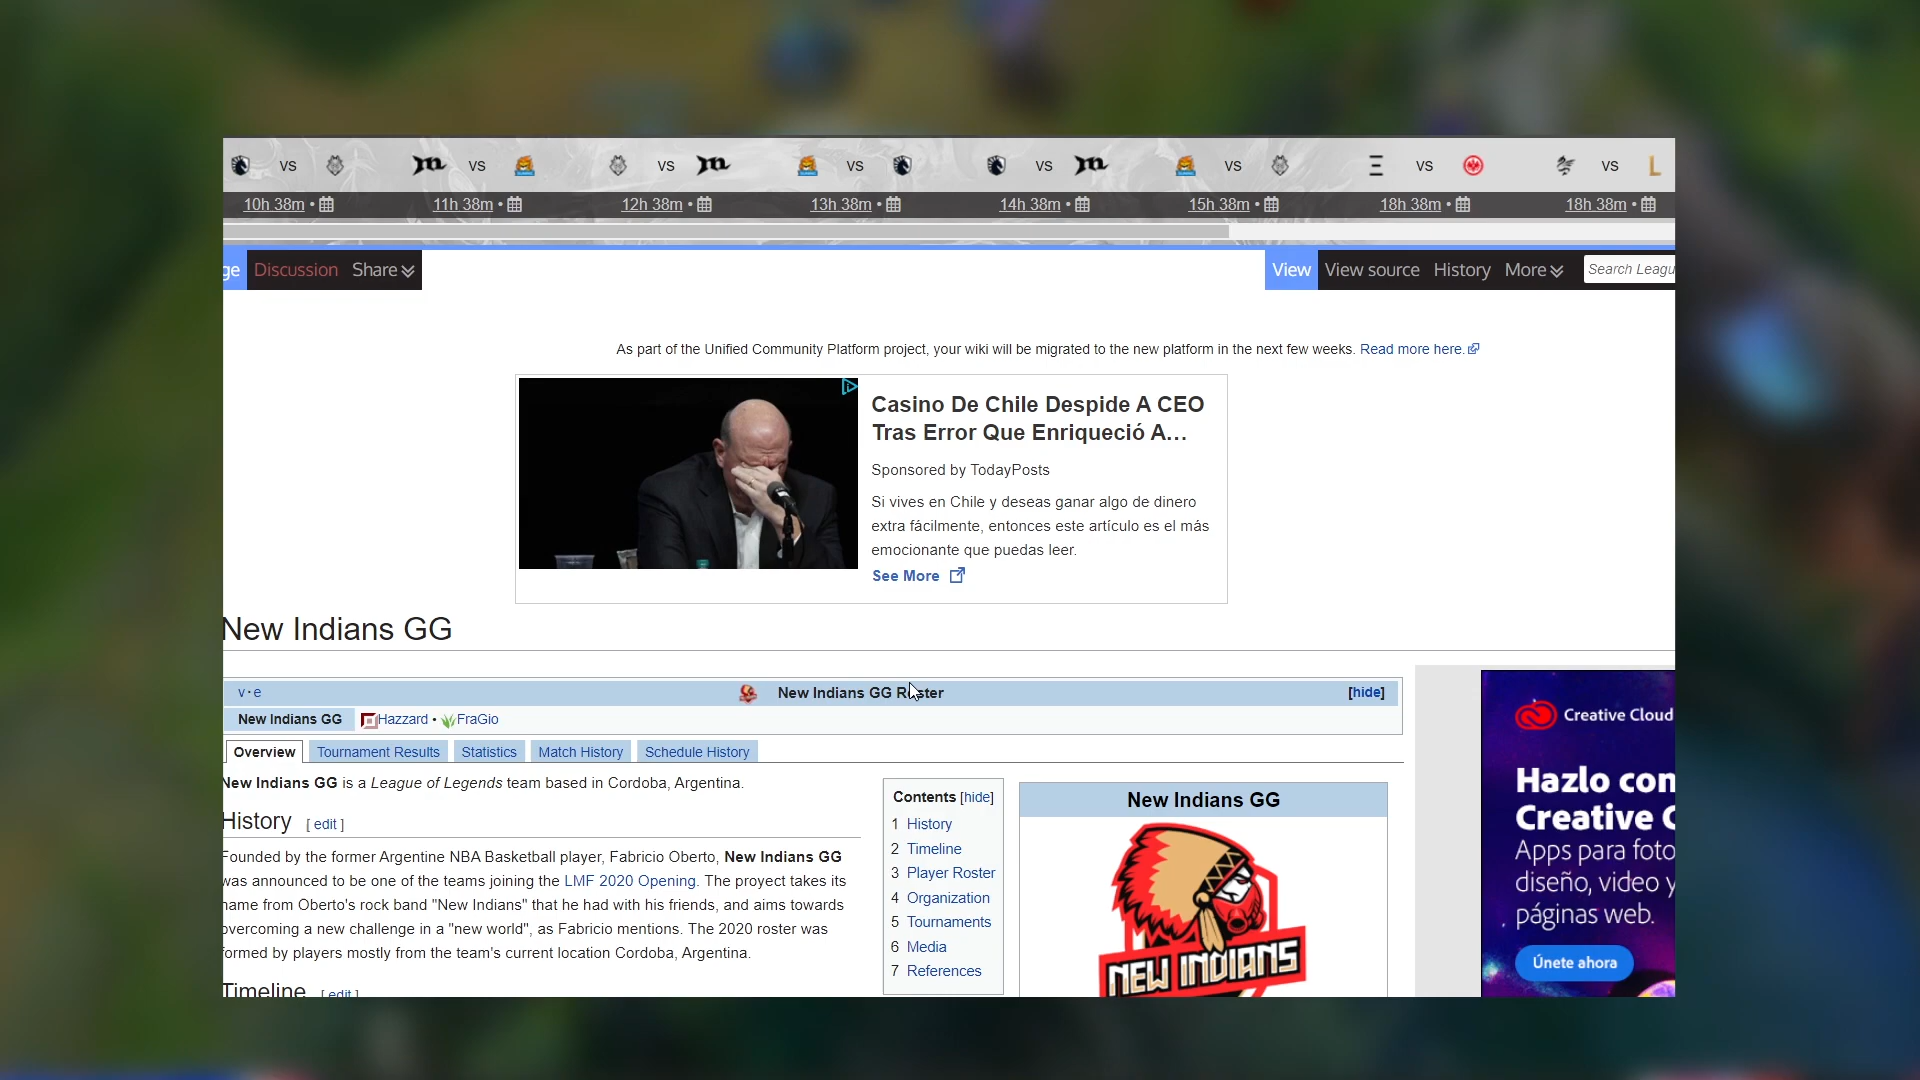 vs vs vs vs vs vs vs vs
10h 38m • 11h 38m • 12h 38m • 13h 38m • 14h 38m • 15h 38m • 18h 38m • 18h 38m •
ge Discussion Share View View source History More Search Leagu
As part of the Unified Community Platform project, your wiki will be migrated to the new platform in the next few weeks. Read more here.
Casino De Chile Despide A CEO
Tras Error Que Enriqueció A...
Sponsored by TodayPosts
Si vives en Chile y deseas ganar algo de dinero
extra fácilmente, entonces este artículo es el más
emocionante que puedas leer.
See More
New Indians GG
v·e New Indians GG Roster [hide]
New Indians GG Hazzard • FraGio
Overview Tournament Results Statistics Match History Schedule History
New Indians GG is a League of Legends team based in Cordoba, Argentina.
History [ edit ]
Founded by the former Argentine NBA Basketball player, Fabricio Oberto, New Indians GG
was announced to be one of the teams joining the LMF 2020 Opening. The proyect takes its
name from Oberto's rock band "New Indians" that he had with his friends, and aims towards
overcoming a new challenge in a "new world", as Fabricio mentions. The 2020 roster was
formed by players mostly from the team's current location Cordoba, Argentina.
Timeline [ edit ]
Contents [hide]
1 History
2 Timeline
3 Player Roster
4 Organization
5 Tournaments
6 Media
7 References
New Indians GG
NEW INDIANS
Creative Cloud
Hazlo con
Creative C
Apps para foto
diseño, video y
páginas web.
Únete ahora